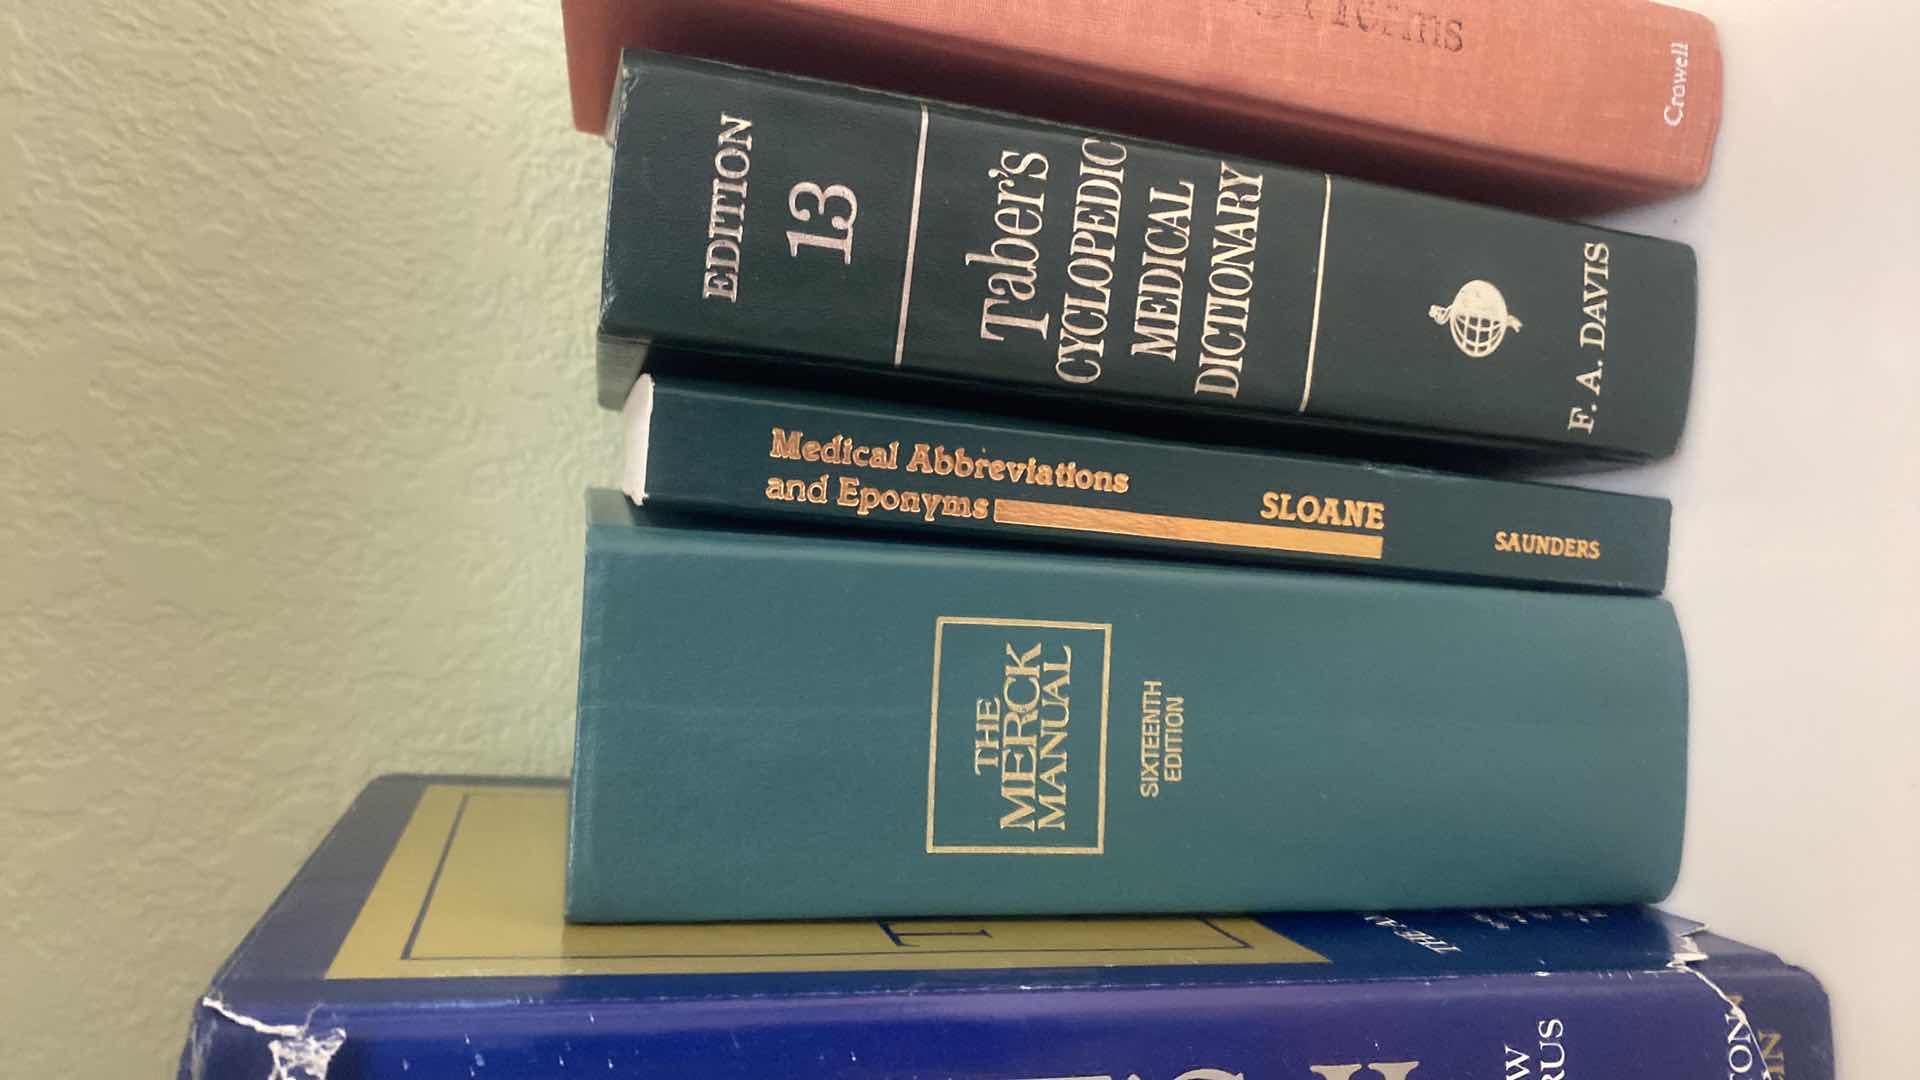 Crowell
EDITION
13
Taber's
CYCLOPEDIC
MEDICAL
DICTIONARY
F. A. DAVIS
Medical Abbreviations
and Eponyms
SLOANE
SAUNDERS
THE
MERCK
MANUAL
SIXTEENTH
EDITION
THE